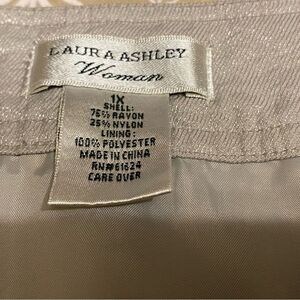 LAURA ASHLEY
Woman
1X
SHELL:
75% RAYON
25% NYLON
LINING:
100% POLYESTER
MADE IN CHINA
RN#61624
CARE OVER